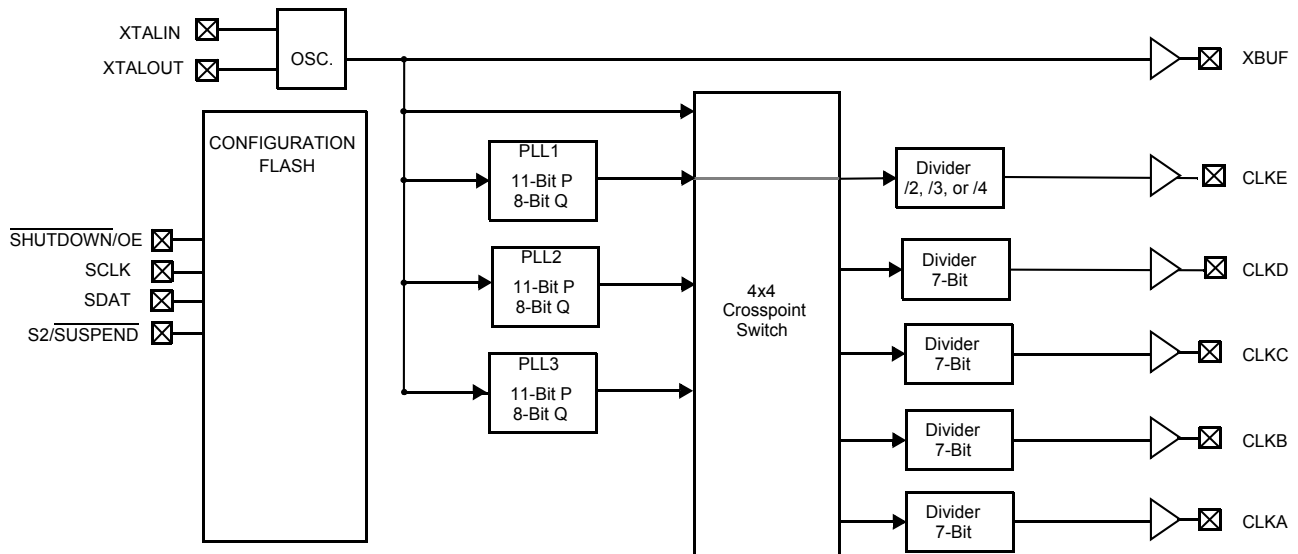 XTALIN
XTALOUT
OSC.
XBUF
CONFIGURATION
FLASH
SHUTDOWN/OE
SCLK
SDAT
S2/SUSPEND
PLL1
11-Bit P
8-Bit Q
PLL2
11-Bit P
8-Bit Q
PLL3
11-Bit P
8-Bit Q
4x4
Crosspoint
Switch
Divider
/2, /3, or /4
CLKE
Divider
7-Bit
CLKD
Divider
7-Bit
CLKC
Divider
7-Bit
CLKB
Divider
7-Bit
CLKA